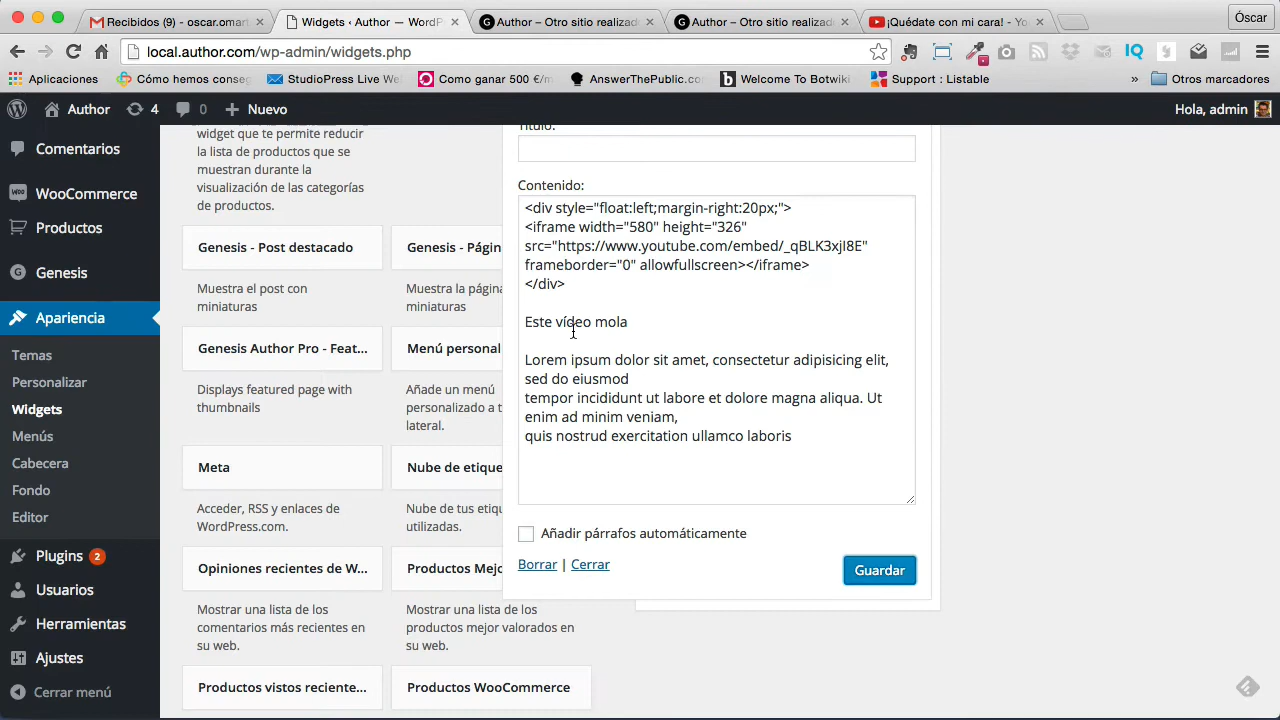 Recibidos (9) - oscar.omar
Widgets ‹ Author — WordP
Author – Otro sitio realizad
Author – Otro sitio realizad
¡Quédate con mi cara! - Yo
Óscar
local.author.com/wp-admin/widgets.php
Aplicaciones
Cómo hemos conseg
StudioPress Live We
Como ganar 500 €/m
AnswerThePublic.co
Welcome To Botwiki
Support : Listable
»
Otros marcadores
Author
4
0
Nuevo
Hola, admin
Comentarios
WooCommerce
Productos
Genesis
Apariencia
Temas
Personalizar
Widgets
Menús
Cabecera
Fondo
Editor
Plugins 2
Usuarios
Herramientas
Ajustes
Cerrar menú
widget que te permite reducir
la lista de productos que se
muestran durante la
visualización de las categorías
de productos.
Genesis - Post destacado
Muestra el post con
miniaturas
Genesis Author Pro - Feat...
Displays featured page with
thumbnails
Meta
Acceder, RSS y enlaces de
WordPress.com.
Opiniones recientes de W...
Mostrar una lista de los
comentarios más recientes en
su web.
Productos vistos reciente...
Genesis - Págin
Muestra la página
miniaturas
Menú personal
Añade un menú
personalizado a t
lateral.
Nube de etique
Nube de tus etiqu
utilizadas.
Productos Mejo
Mostrar una lista de los
productos mejor valorados en
su web.
Productos WooCommerce
Título:
Contenido:
<div style="float:left;margin-right:20px;">
<iframe width="580" height="326"
src="https://www.youtube.com/embed/_qBLK3xjI8E"
frameborder="0" allowfullscreen></iframe>
</div>
Este vídeo mola
Lorem ipsum dolor sit amet, consectetur adipisicing elit,
sed do eiusmod
tempor incididunt ut labore et dolore magna aliqua. Ut
enim ad minim veniam,
quis nostrud exercitation ullamco laboris
Añadir párrafos automáticamente
Borrar | Cerrar
Guardar